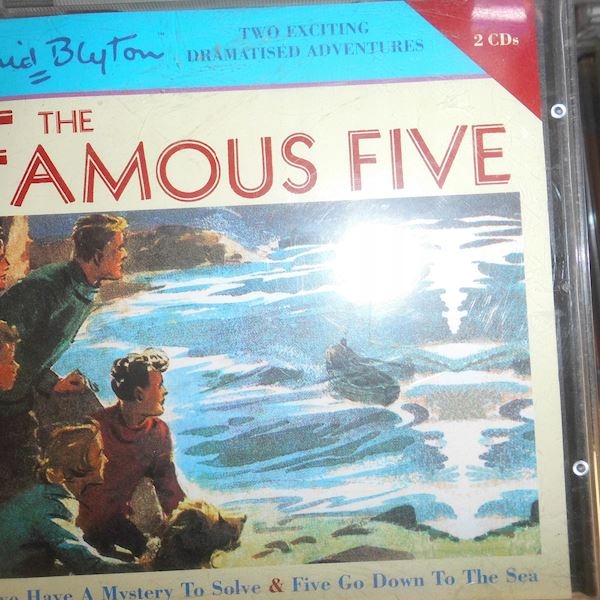 nid Blyton™
TWO EXCITING
DRAMATISED ADVENTURES
2 CDs
THE
FAMOUS FIVE
ve Have A Mystery To Solve & Five Go Down To The Sea